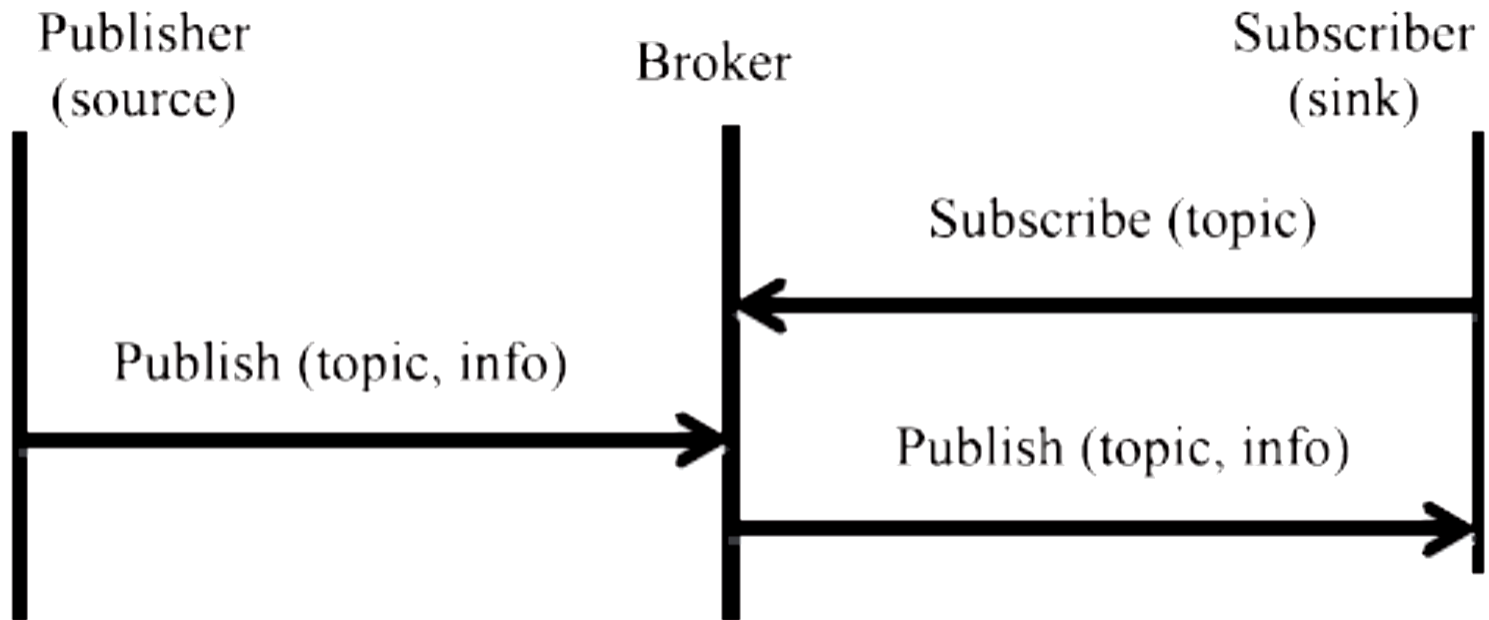 Publisher
(source)
Broker
Subscriber
(sink)
Subscribe (topic)
Publish (topic, info)
Publish (topic, info)